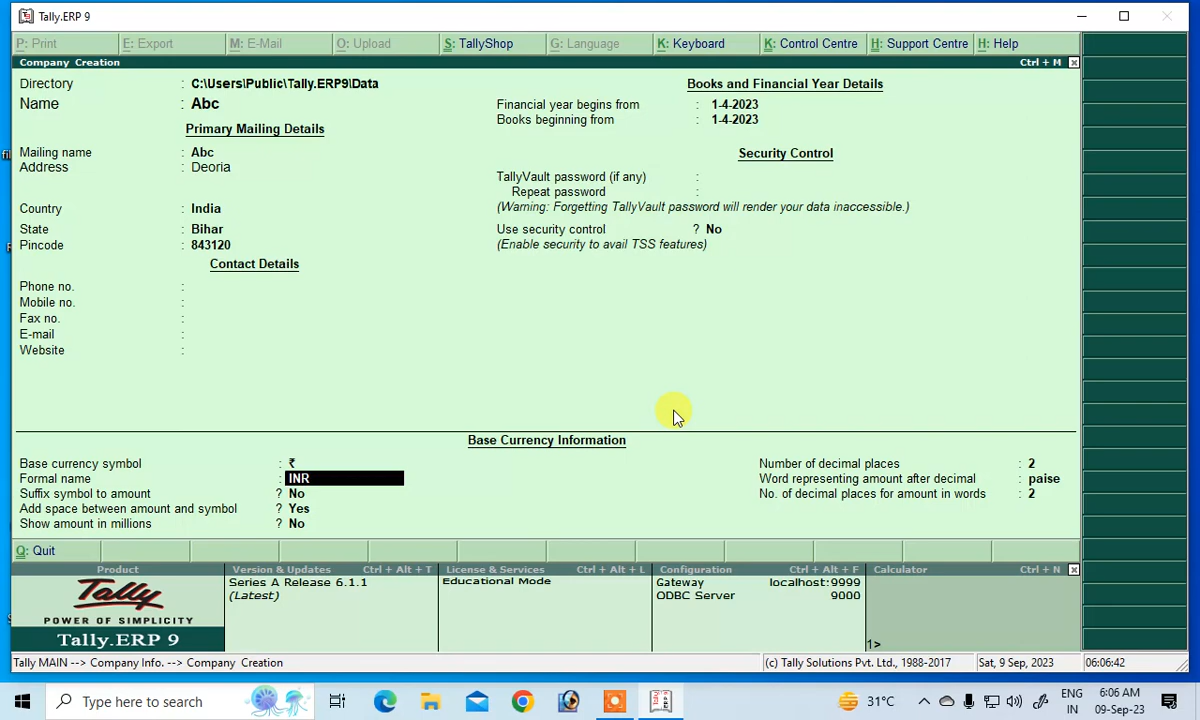 Tally.ERP 9
P: Print E: Export M: E-Mail O: Upload S: TallyShop G: Language K: Keyboard K: Control Centre H: Support Centre H: Help
Company Creation Ctrl + M
Directory : C:\Users\Public\Tally.ERP9\Data
Name : Abc
Primary Mailing Details
Mailing name : Abc
Address : Deoria
Country : India
State : Bihar
Pincode : 843120
Contact Details
Phone no. :
Mobile no. :
Fax no. :
E-mail :
Website :
Books and Financial Year Details
Financial year begins from : 1-4-2023
Books beginning from : 1-4-2023
Security Control
TallyVault password (if any) :
Repeat password :
(Warning: Forgetting TallyVault password will render your data inaccessible.)
Use security control ? No
(Enable security to avail TSS features)
Base Currency Information
Base currency symbol : ₹
Formal name : INR
Suffix symbol to amount ? No
Add space between amount and symbol ? Yes
Show amount in millions ? No
Number of decimal places : 2
Word representing amount after decimal : paise
No. of decimal places for amount in words : 2
Q: Quit
Product
Tally
POWER OF SIMPLICITY
Tally.ERP 9
Version & Updates Ctrl + Alt + T
Series A Release 6.1.1
(Latest)
License & Services Ctrl + Alt + L
Educational Mode
Configuration Ctrl + Alt + F
Gateway localhost:9999
ODBC Server 9000
Calculator Ctrl + N
1>
Tally MAIN --> Company Info. --> Company Creation (c) Tally Solutions Pvt. Ltd., 1988-2017 Sat, 9 Sep, 2023 06:06:42
Type here to search
31°C
ENG
IN
6:06 AM
09-Sep-23